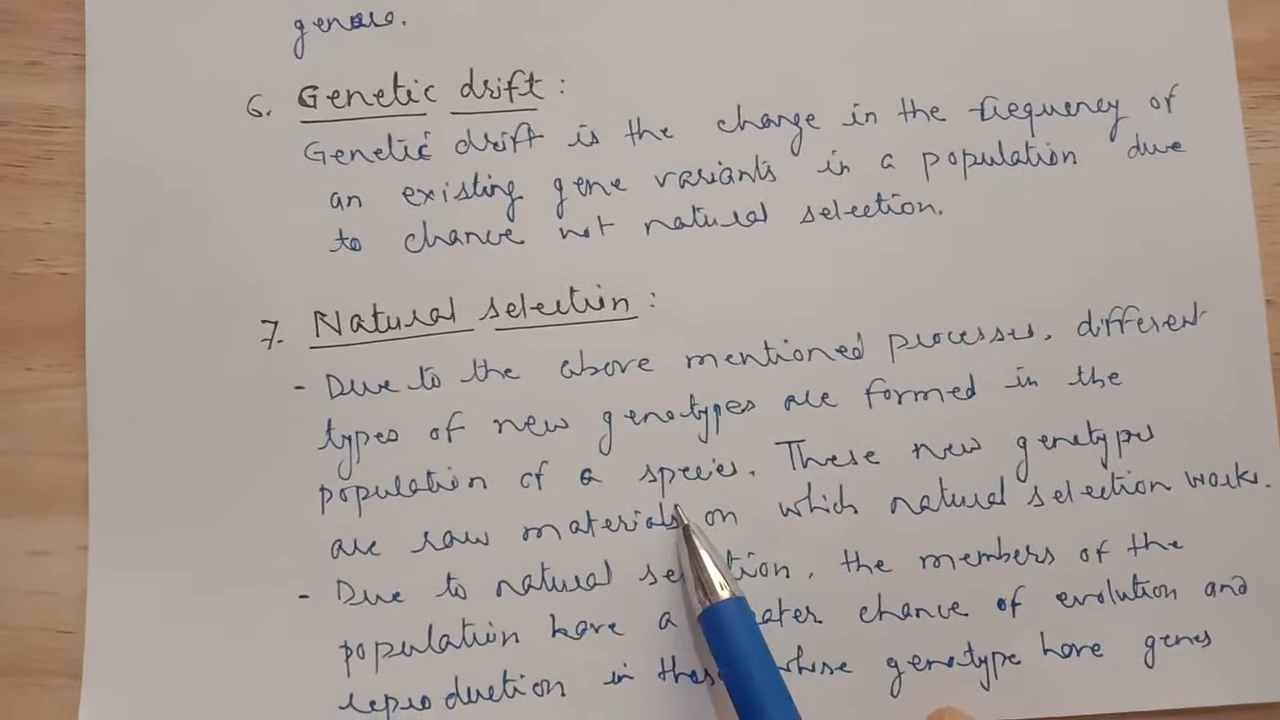 genes.
6. Genetic drift :
Genetic drift is the change in the frequency of
an existing gene variants in a population due
to chance not natural selection.
7. Natural selection :
- Due to the above mentioned processes, different
types of new genotypes are formed in the
population of a species. These new genotypes
are raw materials on which natural selection works.
- Due to natural tion, the members of the
population have a chance of evolution and
reproduction in whose genotype have genes